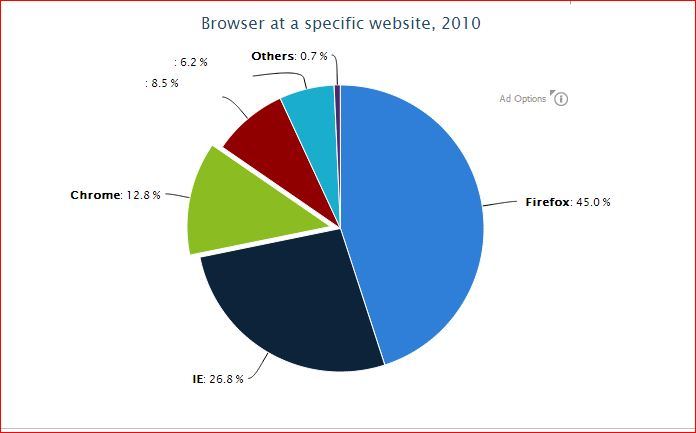 Browser at a specific website, 2010
Others: 0.7 %
: 6.2 %
: 8.5 %
Ad Options
Chrome: 12.8 %
Firefox: 45.0 %
IE: 26.8 %